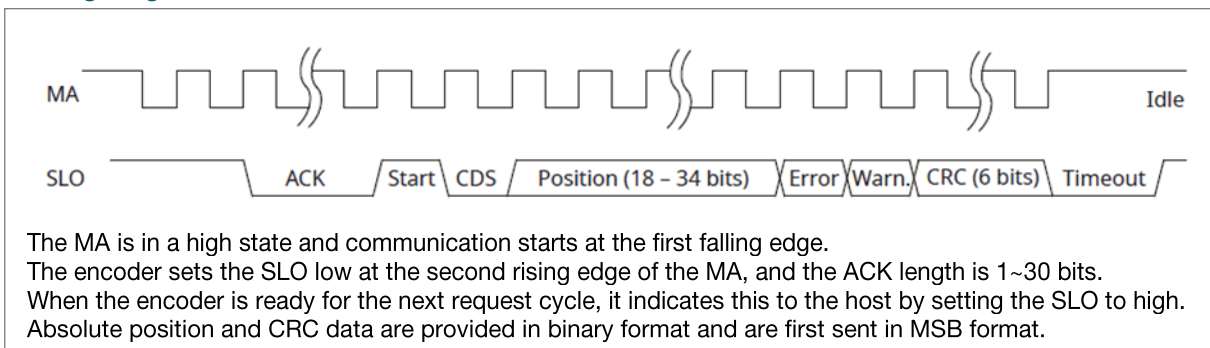 MA
Idle
SLO ACK Start CDS Position (18 – 34 bits) Error Warn. CRC (6 bits) Timeout
The MA is in a high state and communication starts at the first falling edge.
The encoder sets the SLO low at the second rising edge of the MA, and the ACK length is 1~30 bits.
When the encoder is ready for the next request cycle, it indicates this to the host by setting the SLO to high.
Absolute position and CRC data are provided in binary format and are first sent in MSB format.